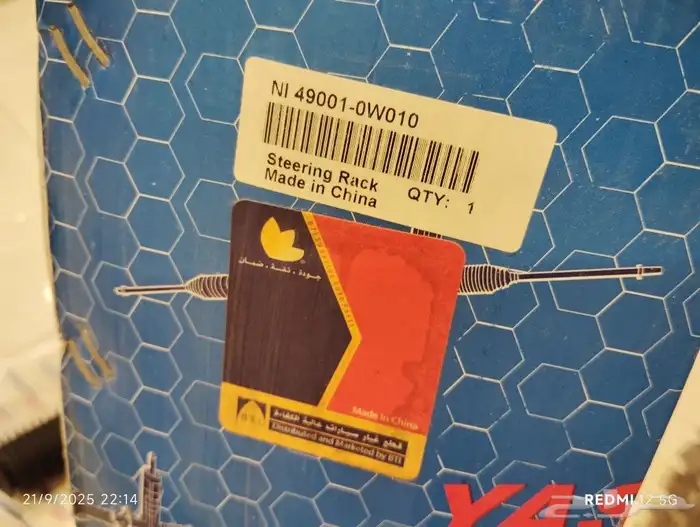 NI 49001-0W010
Steering Rack
Made in China QTY: 1
جودة . ثقة . ضمان
Made in China
قطع غيار سيارات عالية الكفاءة
Distributed and Marketed by BTI
21/9/2025 22:14
REDMI 12 5G